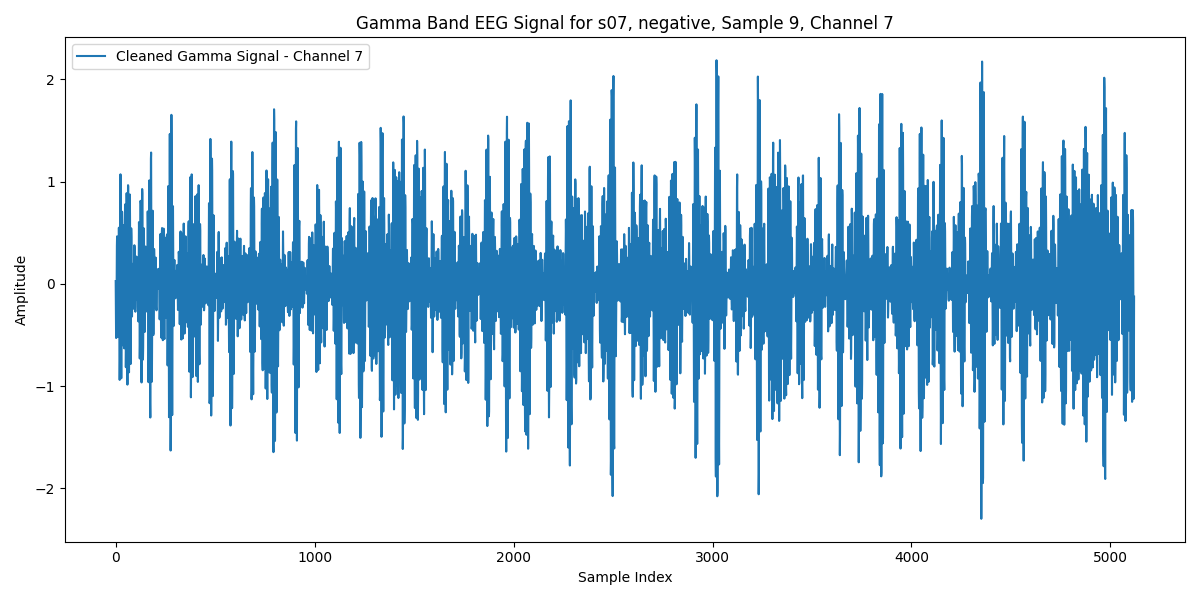 Gamma Band EEG Signal for s07, negative, Sample 9, Channel 7
Cleaned Gamma Signal - Channel 7
2
1
0
−1
−2
Amplitude
0 1000 2000 3000 4000 5000
Sample Index